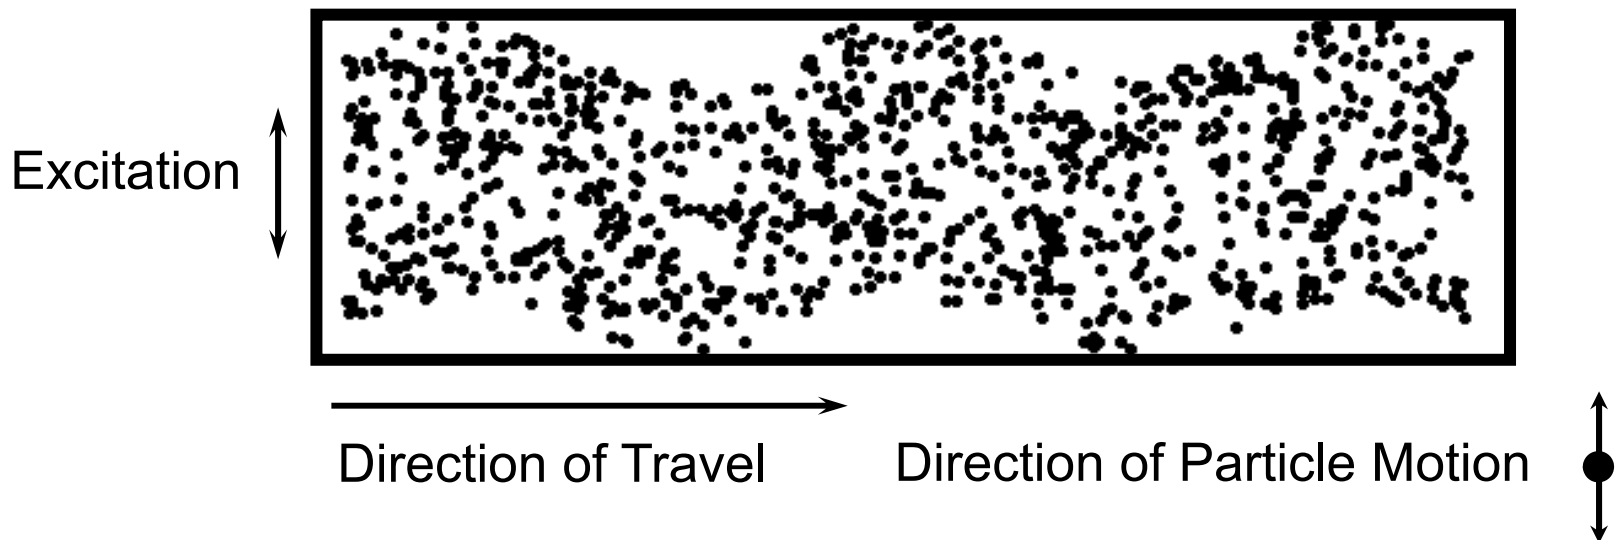 Excitation
Direction of Travel
Direction of Particle Motion